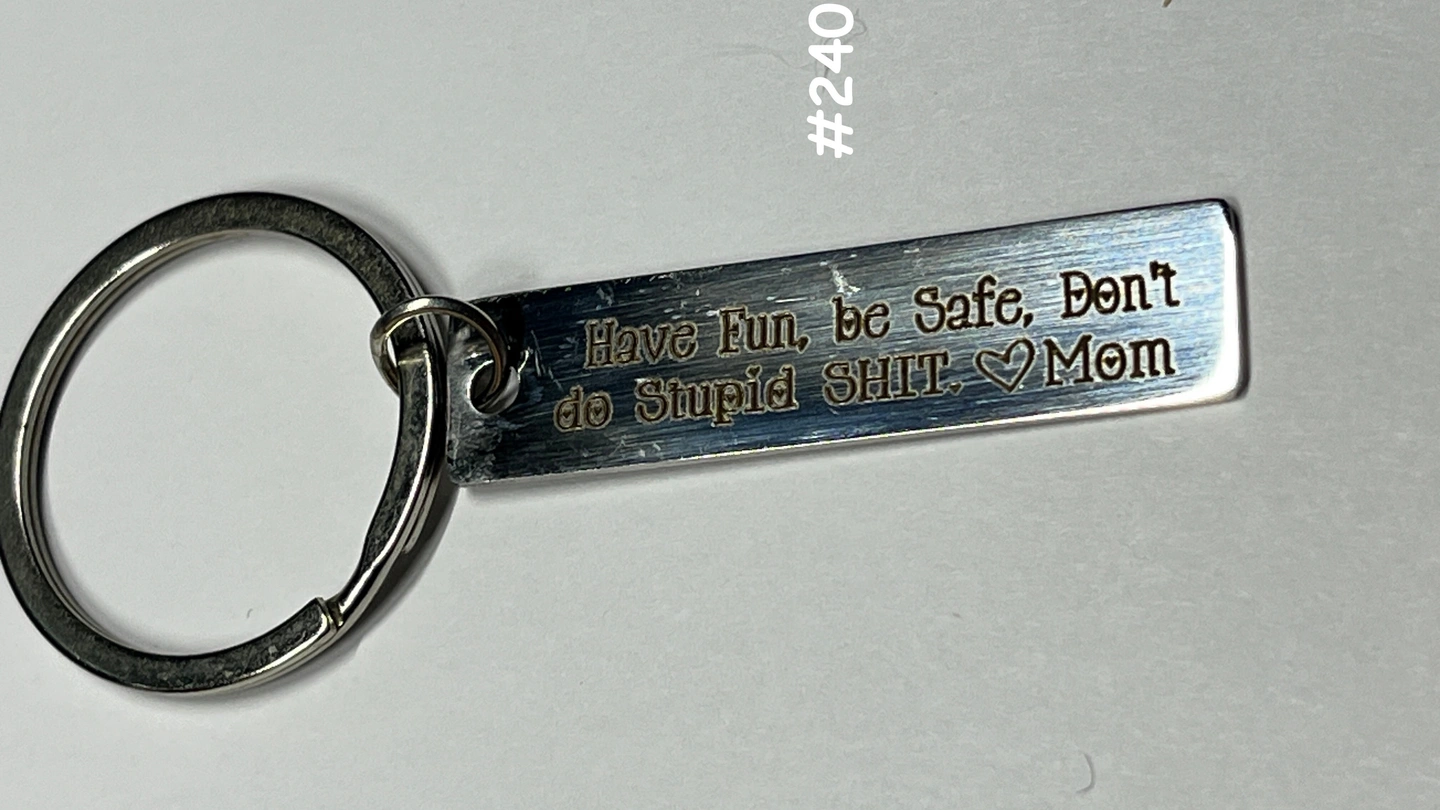 #240
Have Fun, be Safe, Don't
do Stupid SHIT. ♡Mom